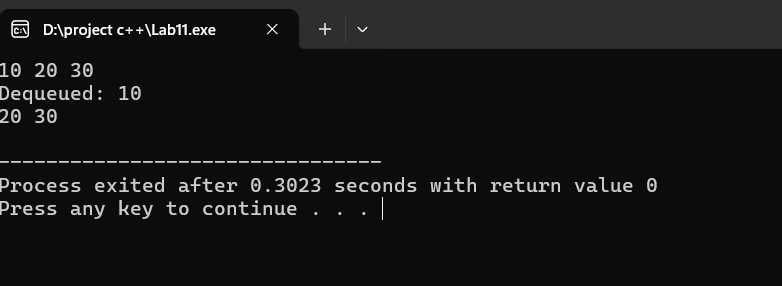 D:\project c++\Lab11.exe
10 20 30
Dequeued: 10
20 30
--------------------------------
Process exited after 0.3023 seconds with return value 0
Press any key to continue . . .